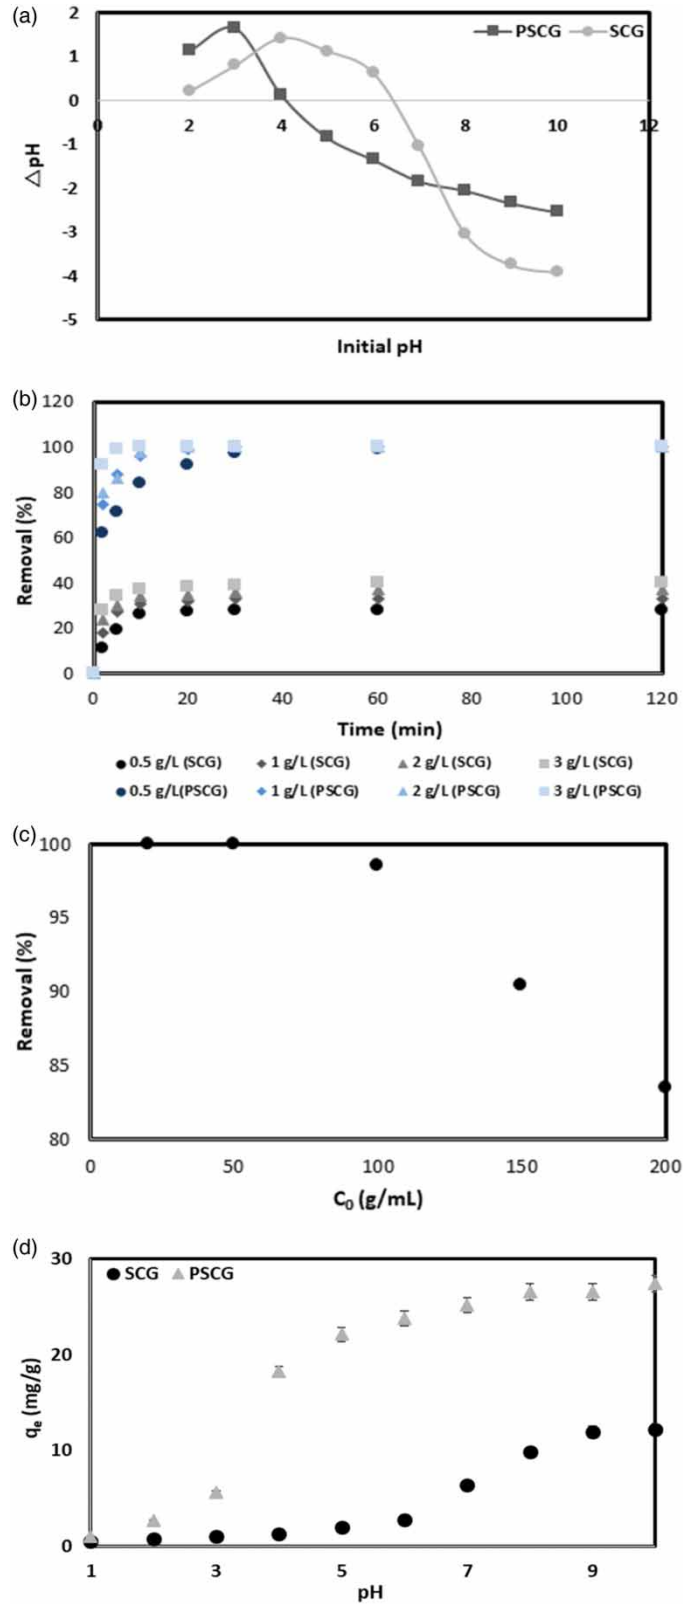 (a)
2
PSCG SCG
1
0
0 2 4 6 8 10 12
-1
-2
-3
-4
-5
△pH
Initial pH
(b)
120
100
80
60
40
20
0
Removal (%)
0 20 40 60 80 100 120
Time (min)
0.5 g/L (SCG) 1 g/L (SCG) 2 g/L (SCG) 3 g/L (SCG)
0.5 g/L(PSCG) 1 g/L (PSCG) 2 g/L (PSCG) 3 g/L (PSCG)
(c)
100
95
90
85
80
Removal (%)
0 50 100 150 200
C₀ (g/mL)
(d)
30
SCG PSCG
20
10
0
qₑ (mg/g)
1 3 5 7 9
pH